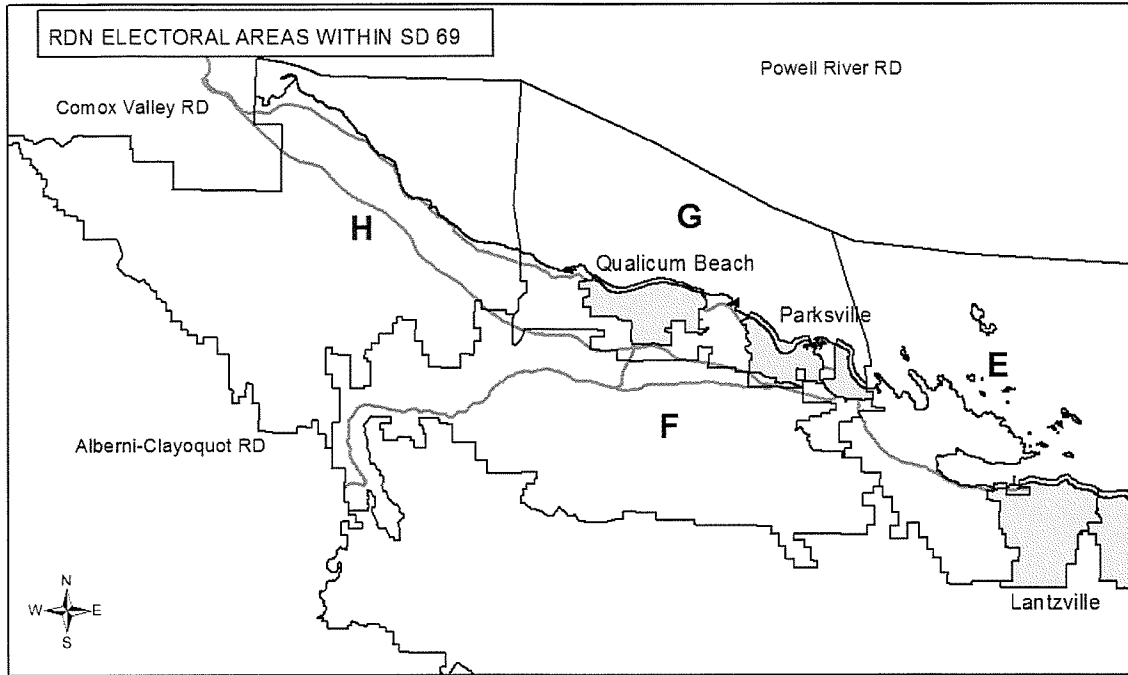 RDN ELECTORAL AREAS WITHIN SD 69
Powell River RD
Comox Valley RD
H
G
Qualicum Beach
Parksville
E
F
Alberni-Clayoquot RD
N
W E
S
Lantzville